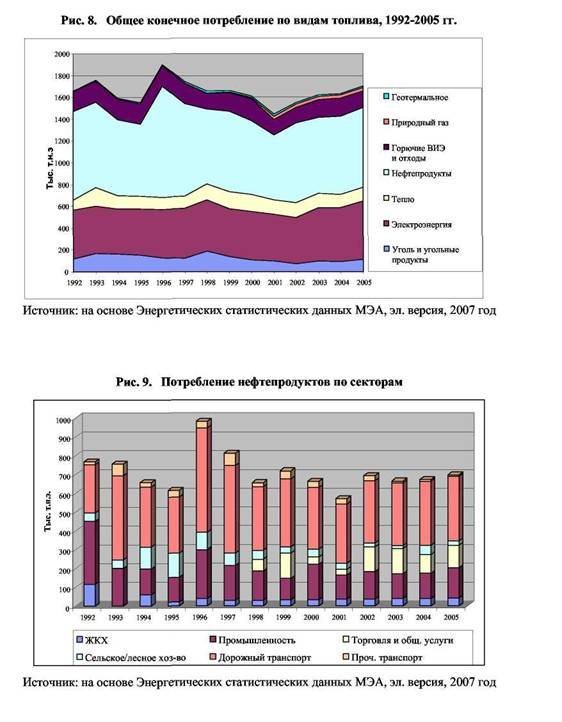 Рис. 8. Общее конечное потребление по видам топлива, 1992-2005 гг.
Тыс. т.н.э
2000
1800
1600
1400
1200
1000
800
600
400
200
0
1992 1993 1994 1995 1996 1997 1998 1999 2000 2001 2002 2003 2004 2005
Геотермальное
Природный газ
Горючие ВИЭ
и отходы
Нефтепродукты
Тепло
Электроэнергия
Уголь и угольные
продукты
Источник: на основе Энергетических статистических данных МЭА, эл. версия, 2007 год
Рис. 9. Потребление нефтепродуктов по секторам
Тыс. т.н.э.
1000
900
800
700
600
500
400
300
200
100
0
1992 1993 1994 1995 1996 1997 1998 1999 2000 2001 2002 2003 2004 2005
ЖКХ Промышленность Торговля и общ. услуги
Сельское/лесное хоз-во Дорожный транспорт Проч. транспорт
Источник: на основе Энергетических статистических данных МЭА, эл. версия, 2007 год